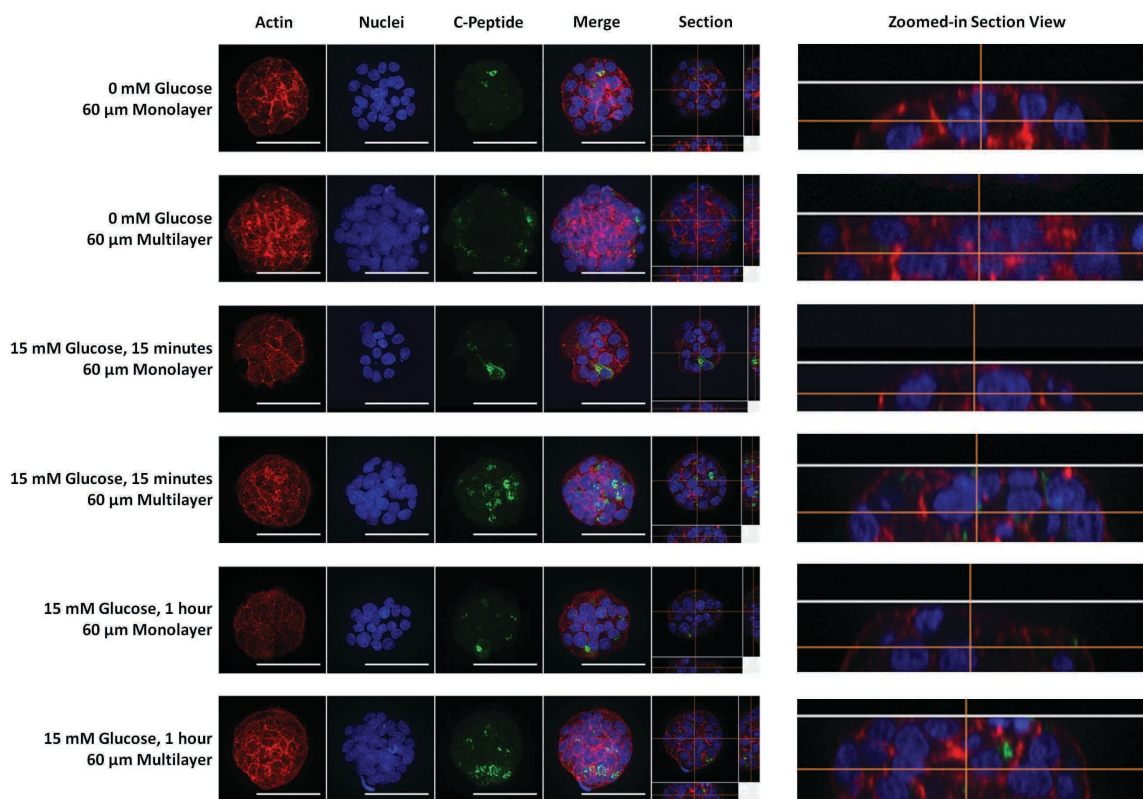 Actin Nuclei C-Peptide Merge Section Zoomed-in Section View
0 mM Glucose
60 µm Monolayer
0 mM Glucose
60 µm Multilayer
15 mM Glucose, 15 minutes
60 µm Monolayer
15 mM Glucose, 15 minutes
60 µm Multilayer
15 mM Glucose, 1 hour
60 µm Monolayer
15 mM Glucose, 1 hour
60 µm Multilayer